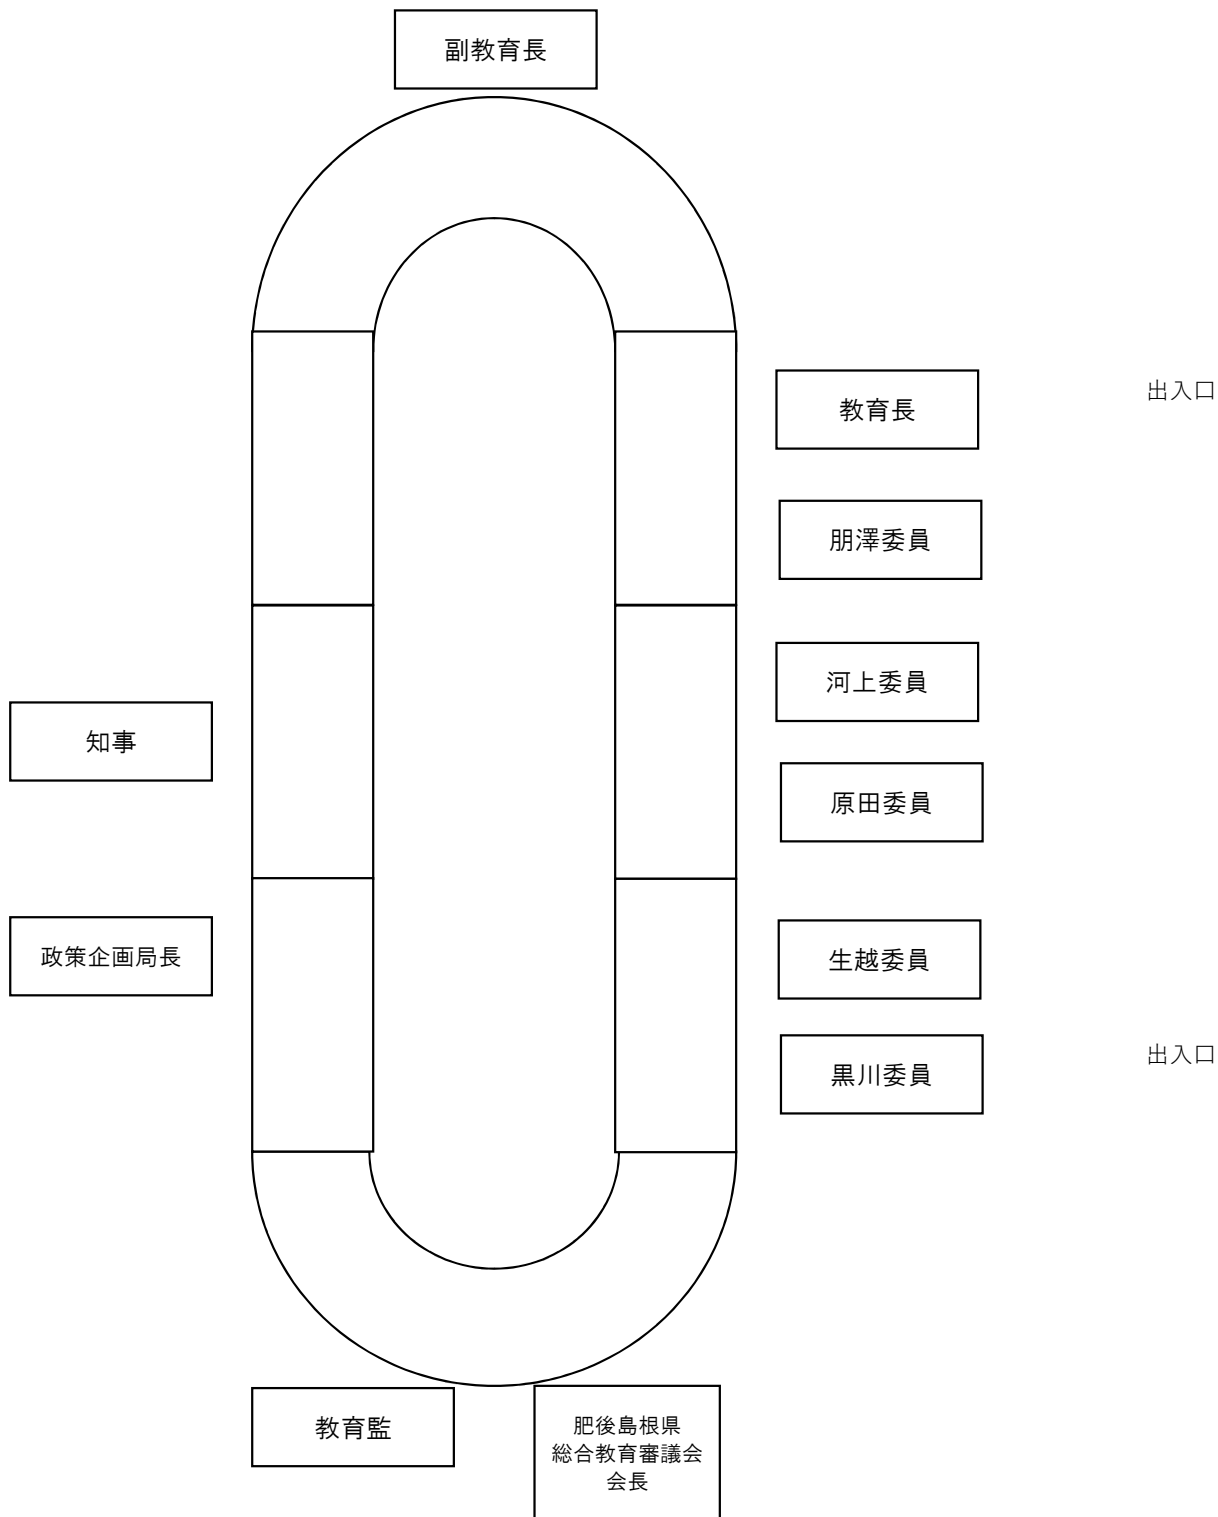 副教育長
教育長
出入口
朋澤委員
河上委員
知事
原田委員
政策企画局長
生越委員
黒川委員
出入口
教育監
肥後島根県
総合教育審議会
会長